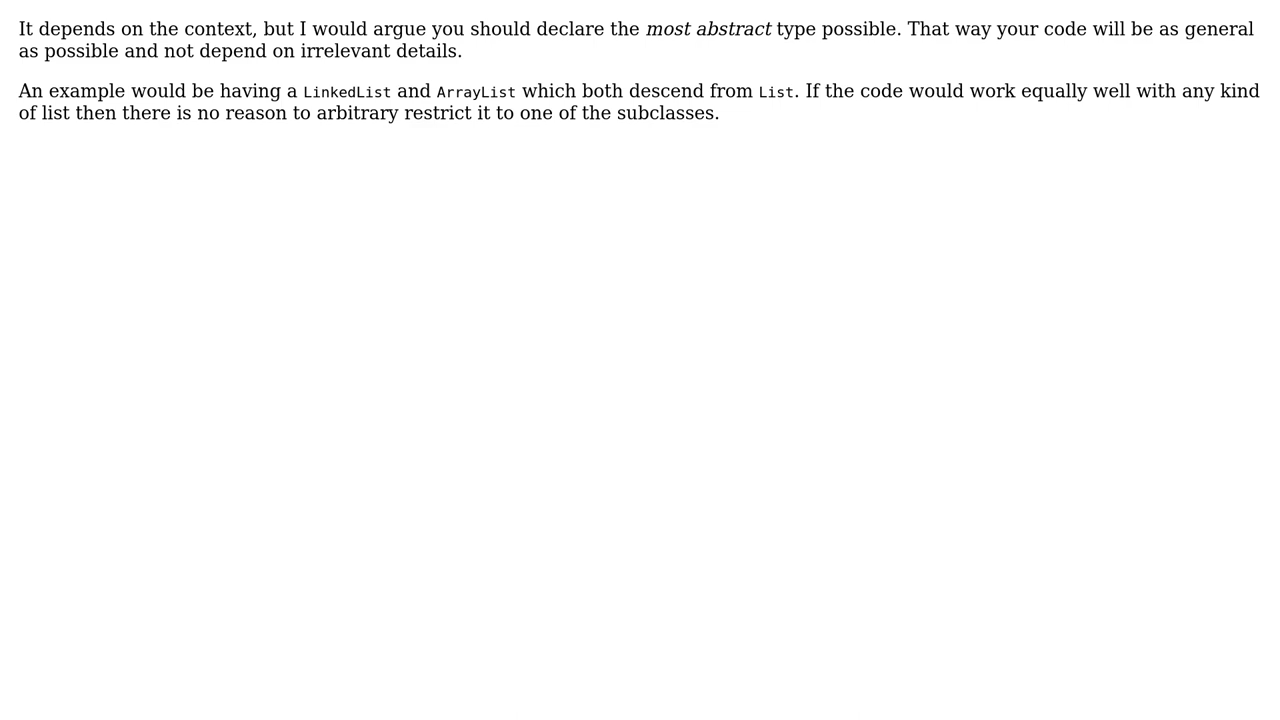 It depends on the context, but I would argue you should declare the most abstract type possible. That way your code will be as general
as possible and not depend on irrelevant details.
An example would be having a LinkedList and ArrayList which both descend from List. If the code would work equally well with any kind
of list then there is no reason to arbitrary restrict it to one of the subclasses.